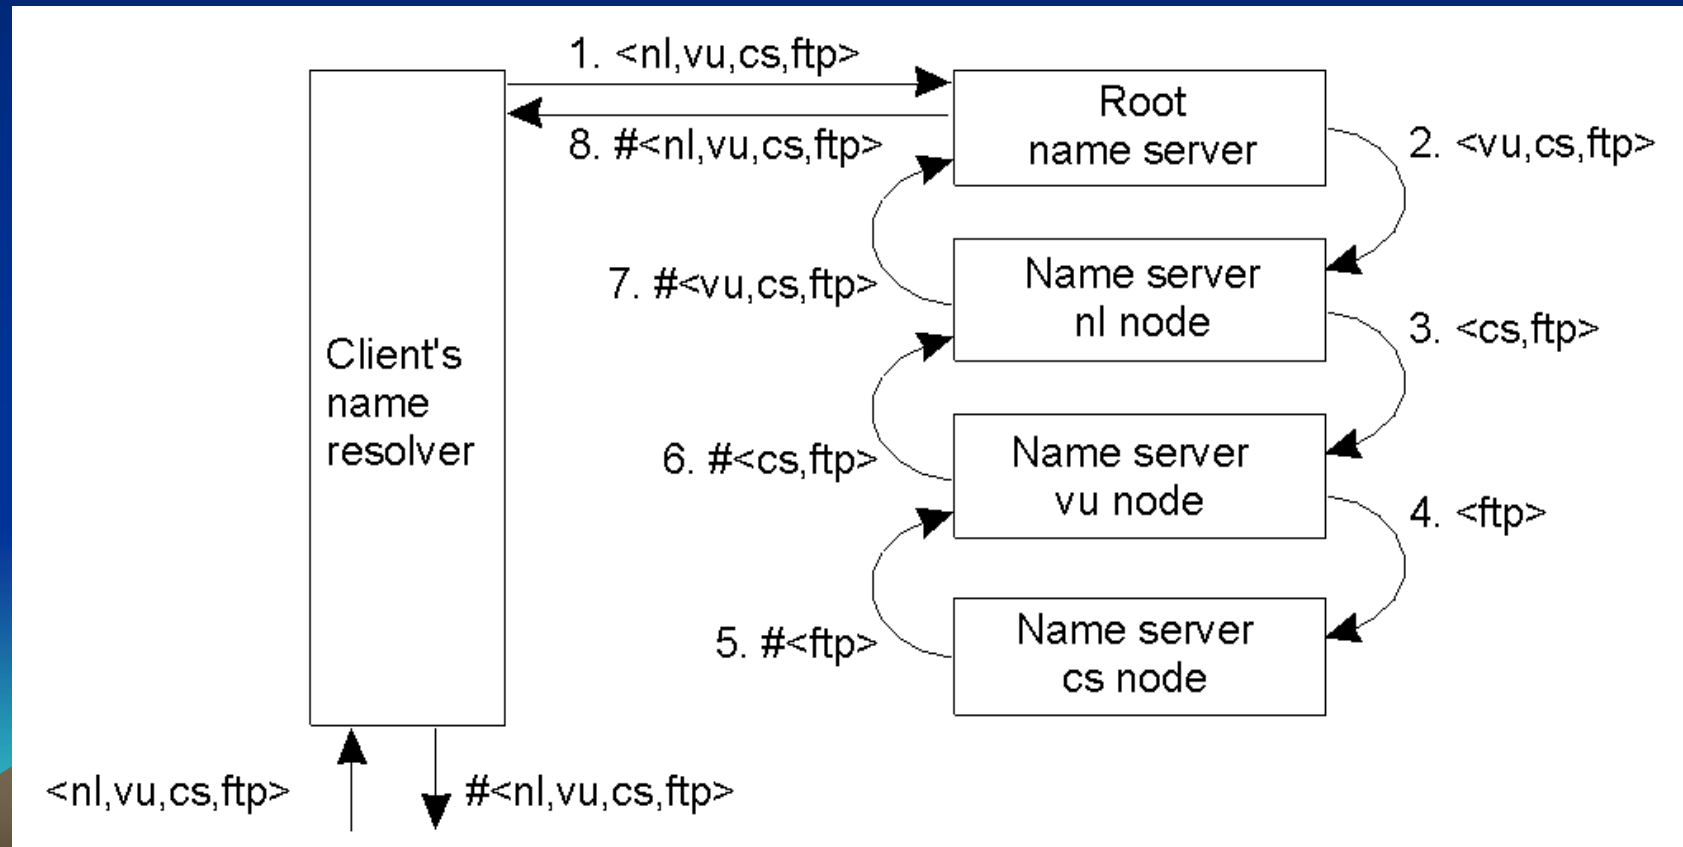 1. <nl,vu,cs,ftp>
Root
name server
8. #<nl,vu,cs,ftp>
2. <vu,cs,ftp>
Name server
nl node
7. #<vu,cs,ftp>
3. <cs,ftp>
Client's
name
resolver
Name server
vu node
6. #<cs,ftp>
4. <ftp>
Name server
cs node
5. #<ftp>
<nl,vu,cs,ftp>
#<nl,vu,cs,ftp>